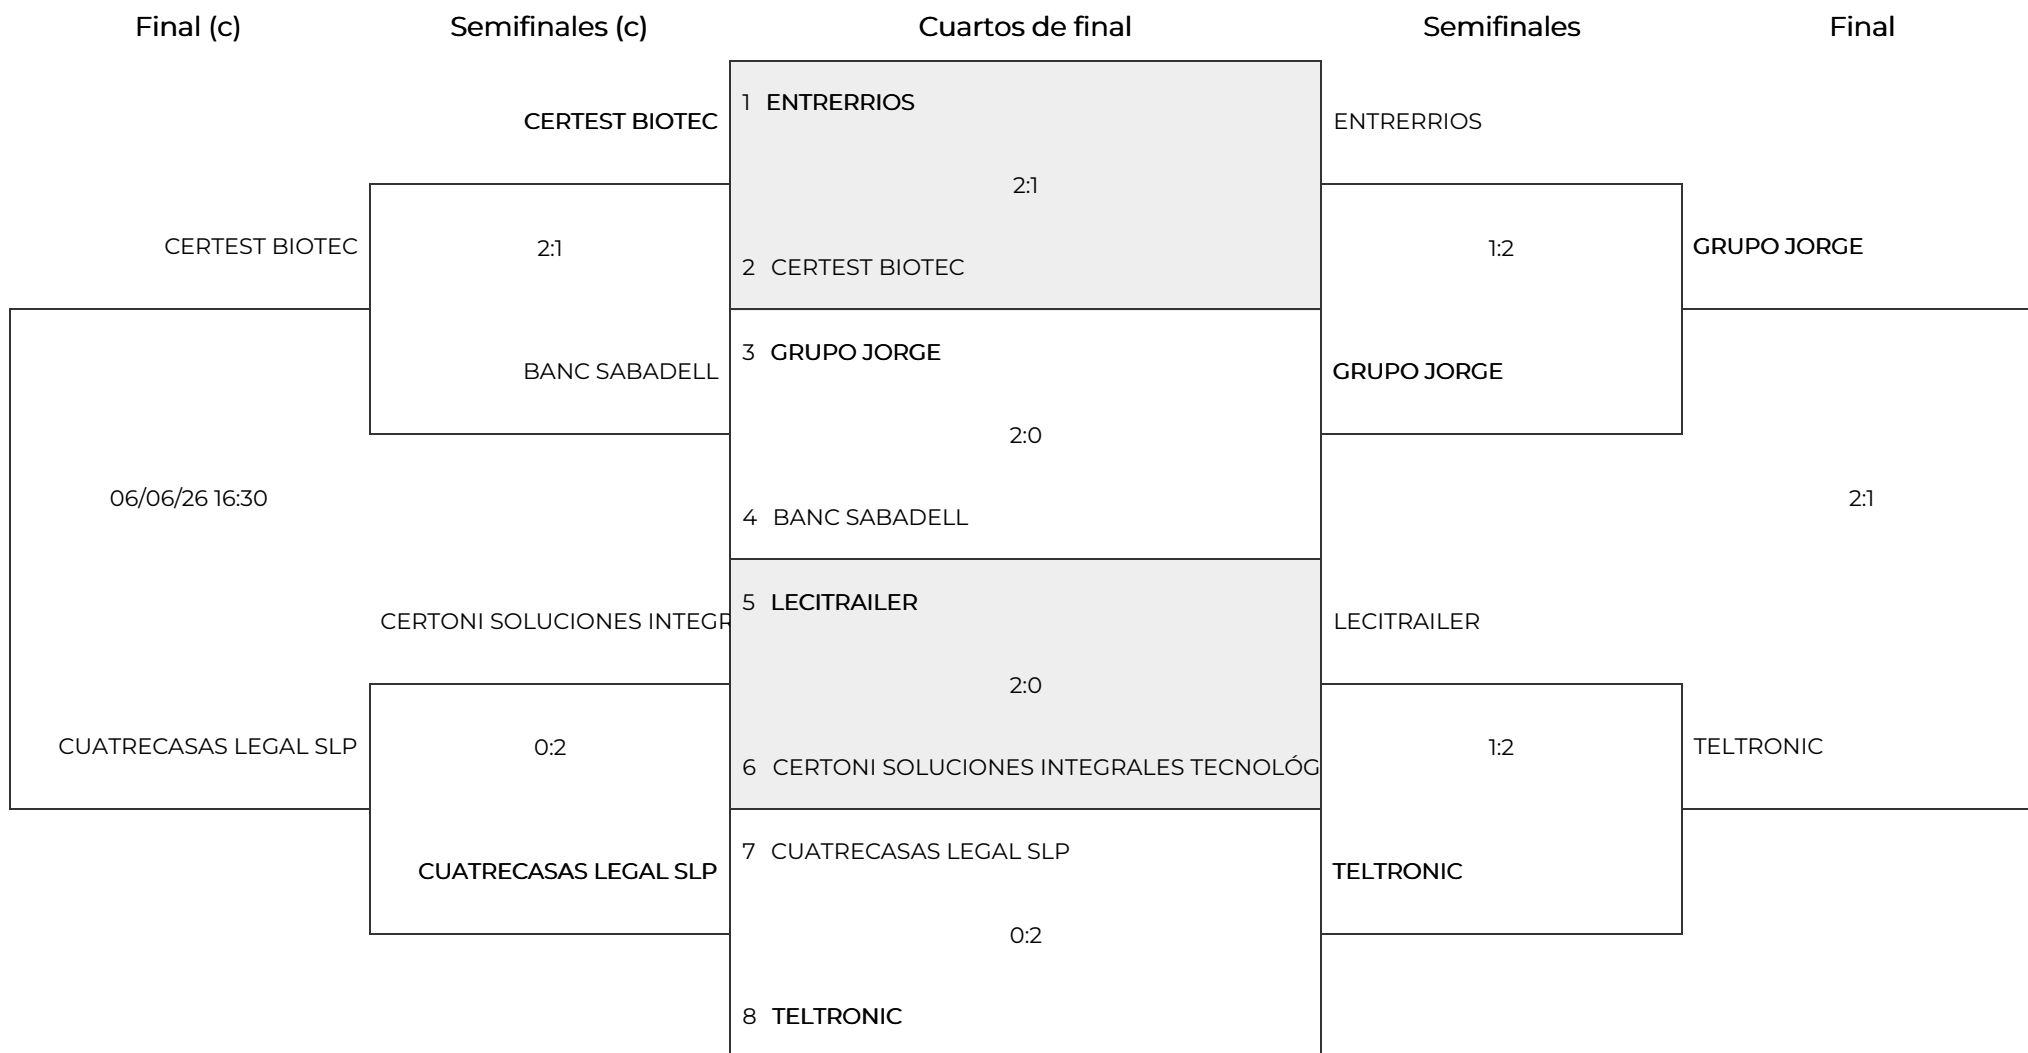 Final (c)
Semifinales (c)
Cuartos de final
Semifinales
Final
CERTEST BIOTEC
CUATRECASAS LEGAL SLP
06/06/26 16:30
CERTEST BIOTEC
2:1
BANC SABADELL
CERTONI SOLUCIONES INTEGR
0:2
CUATRECASAS LEGAL SLP
1 ENTRERRIOS
2:1
2 CERTEST BIOTEC
3 GRUPO JORGE
2:0
4 BANC SABADELL
5 LECITRAILER
2:0
6 CERTONI SOLUCIONES INTEGRALES TECNOLÓG
7 CUATRECASAS LEGAL SLP
0:2
8 TELTRONIC
ENTRERRIOS
1:2
GRUPO JORGE
LECITRAILER
1:2
TELTRONIC
GRUPO JORGE
2:1
TELTRONIC